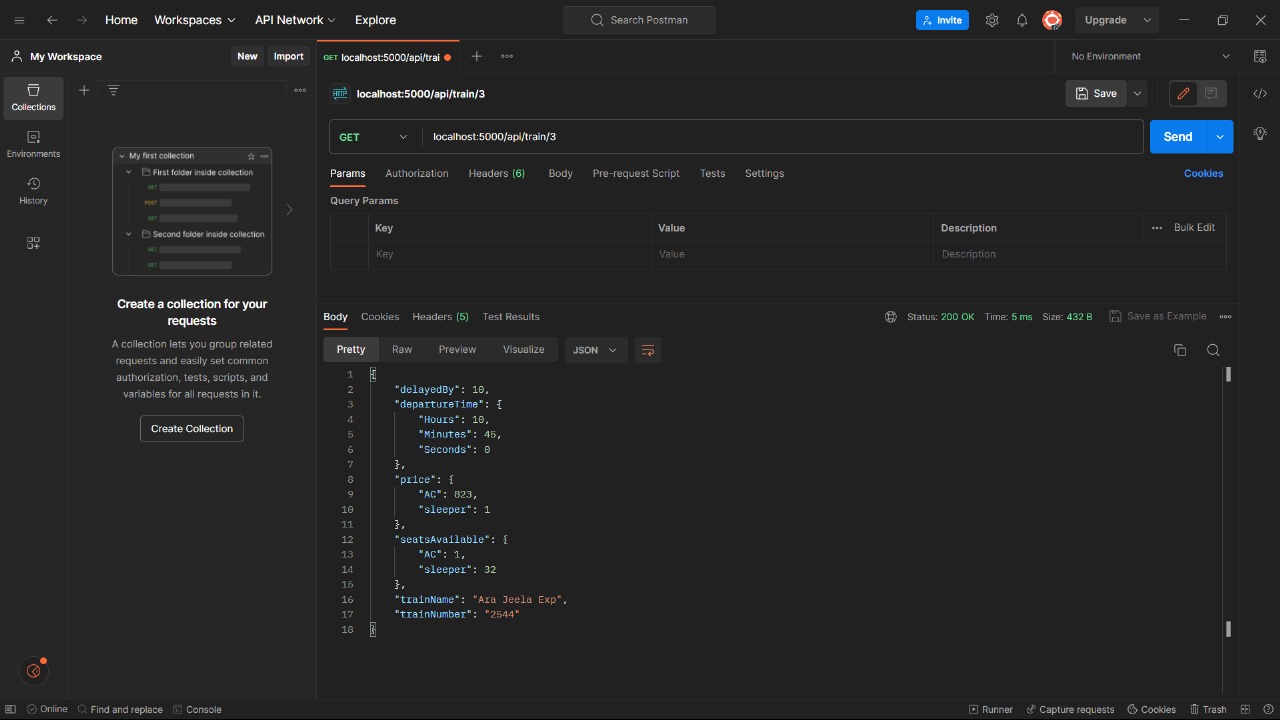 Home Workspaces API Network Explore Search Postman Invite Upgrade
My Workspace New Import GET localhost:5000/api/trai No Environment
Collections
Environments
History
My first collection
First folder inside collection
GET
POST
GET
Second folder inside collection
GET
GET
Create a collection for your
requests
A collection lets you group related
requests and easily set common
authorization, tests, scripts, and
variables for all requests in it.
Create Collection
HTTP localhost:5000/api/train/3 Save
GET localhost:5000/api/train/3 Send
Params Authorization Headers (6) Body Pre-request Script Tests Settings Cookies
Query Params
Key Value Description Bulk Edit
Key Value Description
Body Cookies Headers (5) Test Results Status: 200 OK Time: 5 ms Size: 432 B Save as Example
Pretty Raw Preview Visualize JSON
1 {
2 "delayedBy": 10,
3 "departureTime": {
4 "Hours": 10,
5 "Minutes": 45,
6 "Seconds": 0
7 },
8 "price": {
9 "AC": 823,
10 "sleeper": 1
11 },
12 "seatsAvailable": {
13 "AC": 1,
14 "sleeper": 32
15 },
16 "trainName": "Ara Jeela Exp",
17 "trainNumber": "2544"
18 }
Online Find and replace Console Runner Capture requests Cookies Trash